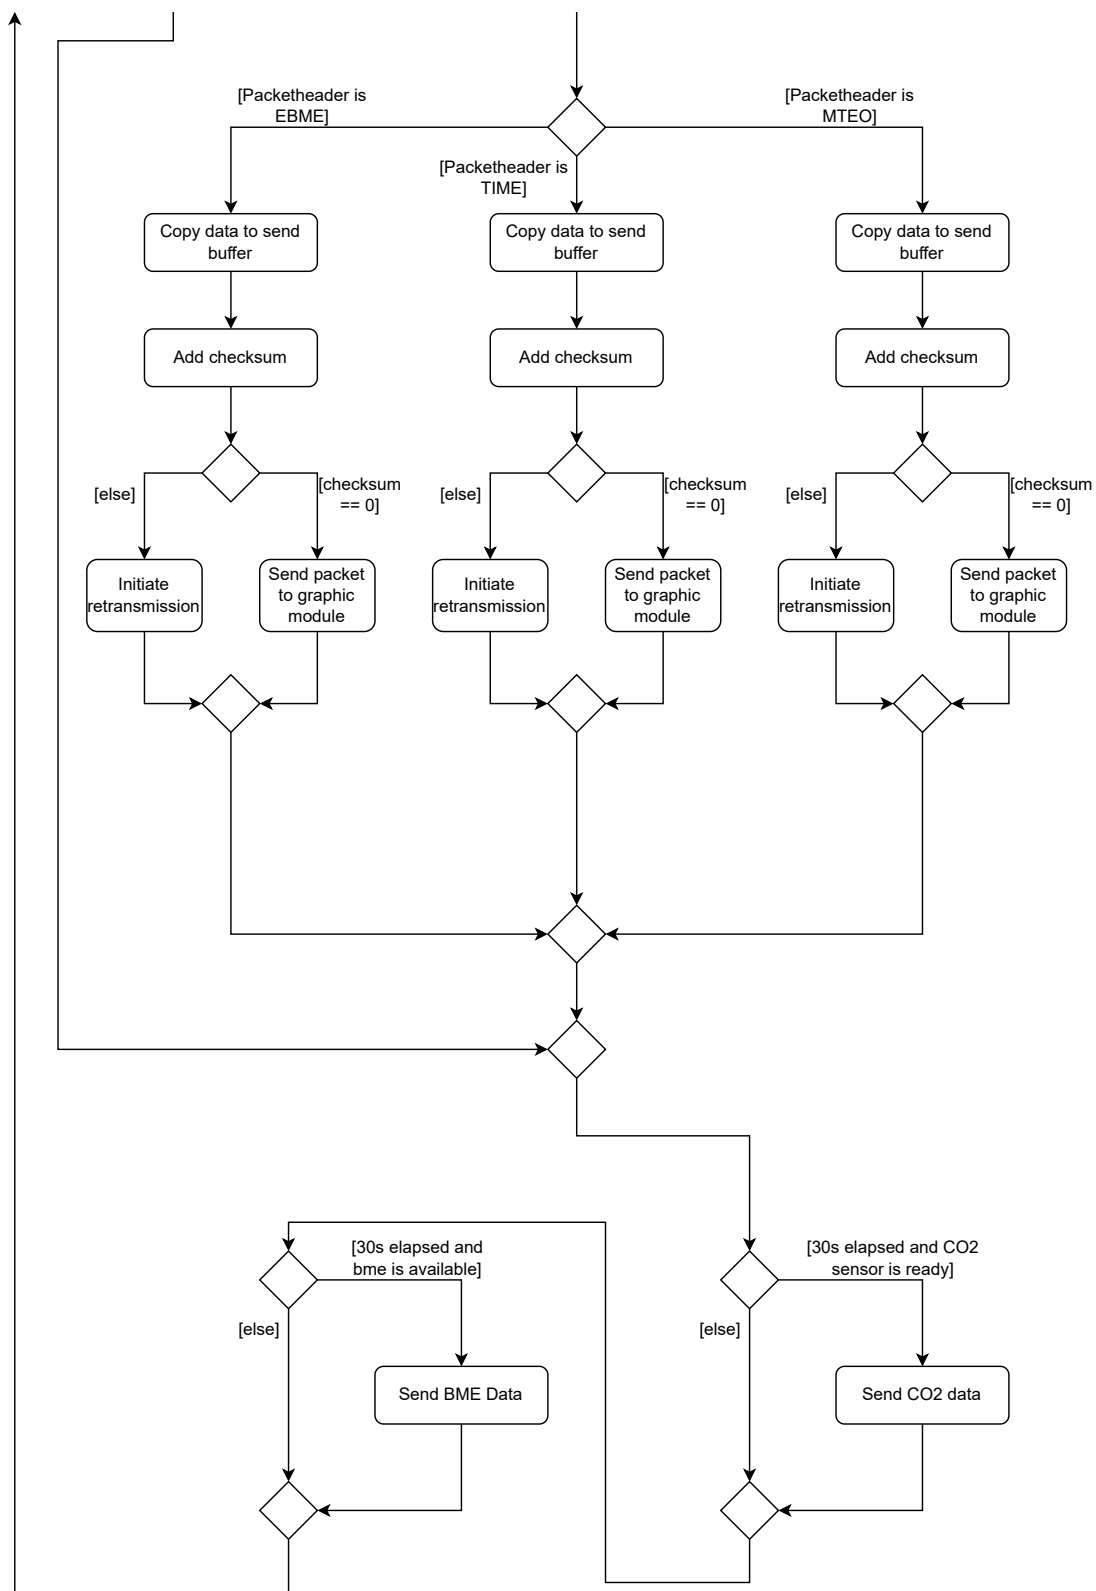 [Packetheader is
EBME]
[Packetheader is
MTEO]
[Packetheader is
TIME]
Copy data to send
buffer
Copy data to send
buffer
Copy data to send
buffer
Add checksum
Add checksum
Add checksum
[else]
[checksum
== 0]
[else]
[checksum
== 0]
[else]
[checksum
== 0]
Initiate
retransmission
Send packet
to graphic
module
Initiate
retransmission
Send packet
to graphic
module
Initiate
retransmission
Send packet
to graphic
module
[30s elapsed and
bme is available]
[30s elapsed and CO2
sensor is ready]
[else]
[else]
Send BME Data
Send CO2 data